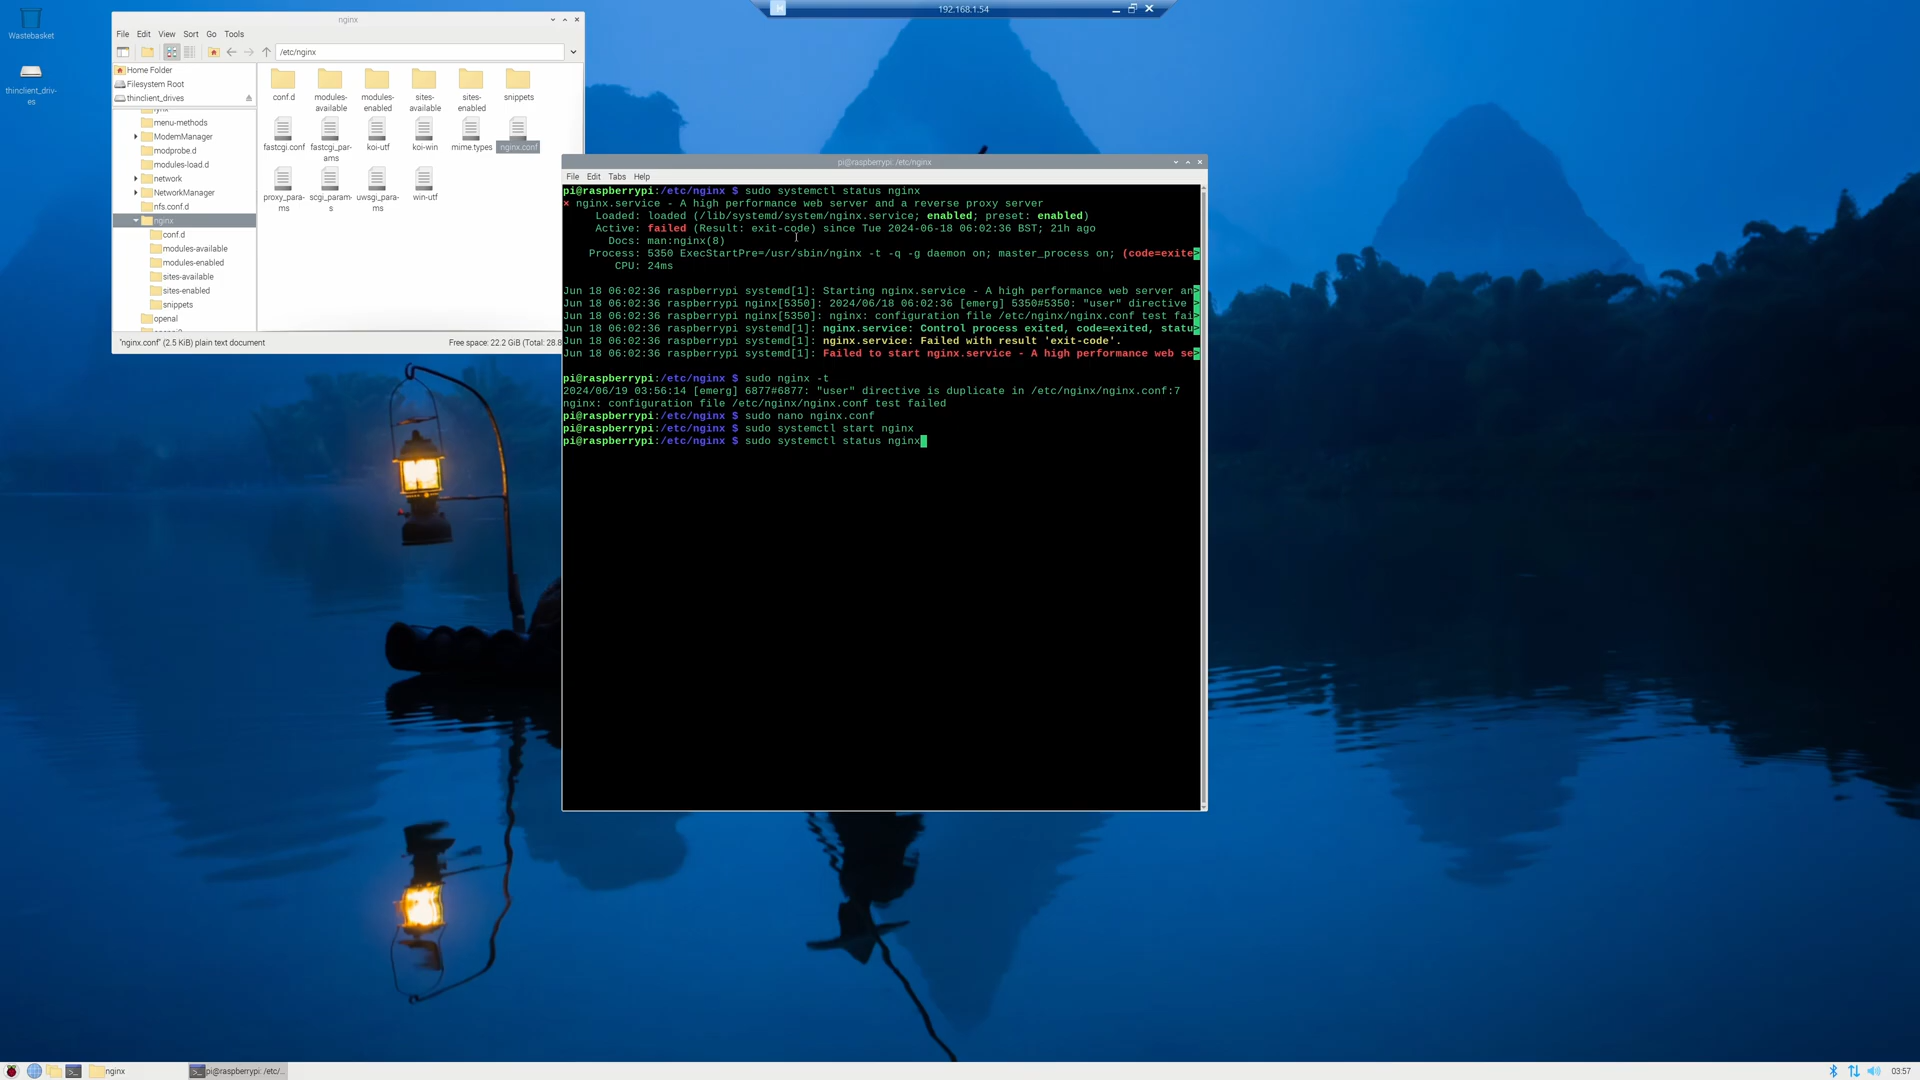 192.168.1.54
Wastebasket
thinclient_driv-
es
nginx
File Edit View Sort Go Tools
/etc/nginx
Home Folder
Filesystem Root
thinclient_drives
menu-methods
ModemManager
modprobe.d
modules-load.d
network
NetworkManager
nfs.conf.d
nginx
conf.d
modules-available
modules-enabled
sites-available
sites-enabled
snippets
openal
conf.d
modules-
available
modules-
enabled
sites-
available
sites-
enabled
snippets
fastcgi.conf
fastcgi_par-
ams
koi-utf
koi-win
mime.types
nginx.conf
proxy_para-
ms
scgi_param-
s
uwsgi_para-
ms
win-utf
"nginx.conf" (2.5 KiB) plain text document
Free space: 22.2 GiB (Total: 28.8
pi@raspberrypi: /etc/nginx
File Edit Tabs Help
pi@raspberrypi:/etc/nginx $ sudo systemctl status nginx
× nginx.service - A high performance web server and a reverse proxy server
Loaded: loaded (/lib/systemd/system/nginx.service; enabled; preset: enabled)
Active: failed (Result: exit-code) since Tue 2024-06-18 06:02:36 BST; 21h ago
Docs: man:nginx(8)
Process: 5350 ExecStartPre=/usr/sbin/nginx -t -q -g daemon on; master_process on; (code=exite>
CPU: 24ms
Jun 18 06:02:36 raspberrypi systemd[1]: Starting nginx.service - A high performance web server an>
Jun 18 06:02:36 raspberrypi nginx[5350]: 2024/06/18 06:02:36 [emerg] 5350#5350: "user" directive >
Jun 18 06:02:36 raspberrypi nginx[5350]: nginx: configuration file /etc/nginx/nginx.conf test fai>
Jun 18 06:02:36 raspberrypi systemd[1]: nginx.service: Control process exited, code=exited, statu>
Jun 18 06:02:36 raspberrypi systemd[1]: nginx.service: Failed with result 'exit-code'.
Jun 18 06:02:36 raspberrypi systemd[1]: Failed to start nginx.service - A high performance web se>
pi@raspberrypi:/etc/nginx $ sudo nginx -t
2024/06/19 03:56:14 [emerg] 6877#6877: "user" directive is duplicate in /etc/nginx/nginx.conf:7
nginx: configuration file /etc/nginx/nginx.conf test failed
pi@raspberrypi:/etc/nginx $ sudo nano nginx.conf
pi@raspberrypi:/etc/nginx $ sudo systemctl start nginx
pi@raspberrypi:/etc/nginx $ sudo systemctl status nginx
nginx
pi@raspberrypi: /etc/...
03:57